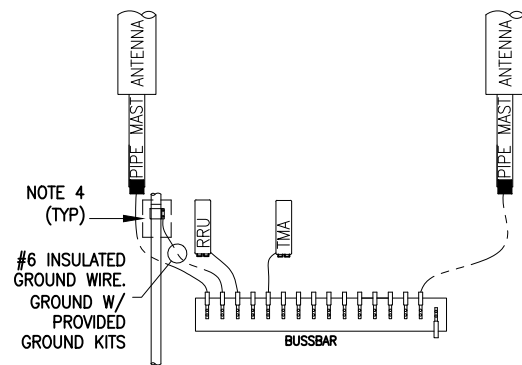 ANTENNA
PIPE MAST
ANTENNA
PIPE MAST
NOTE 4
(TYP)
RRU
TMA
#6 INSULATED
GROUND WIRE.
GROUND W/
PROVIDED
GROUND KITS
BUSSBAR